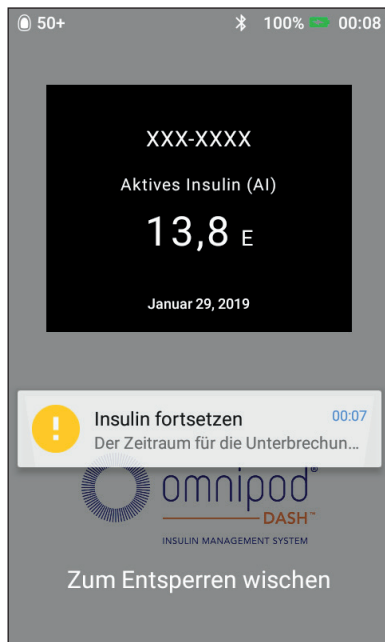 50+ 100% 00:08
XXX-XXXX
Aktives Insulin (AI)
13,8 E
Januar 29, 2019
Insulin fortsetzen 00:07
Der Zeitraum für die Unterbrechun...
omnipod®
DASH™
INSULIN MANAGEMENT SYSTEM
Zum Entsperren wischen